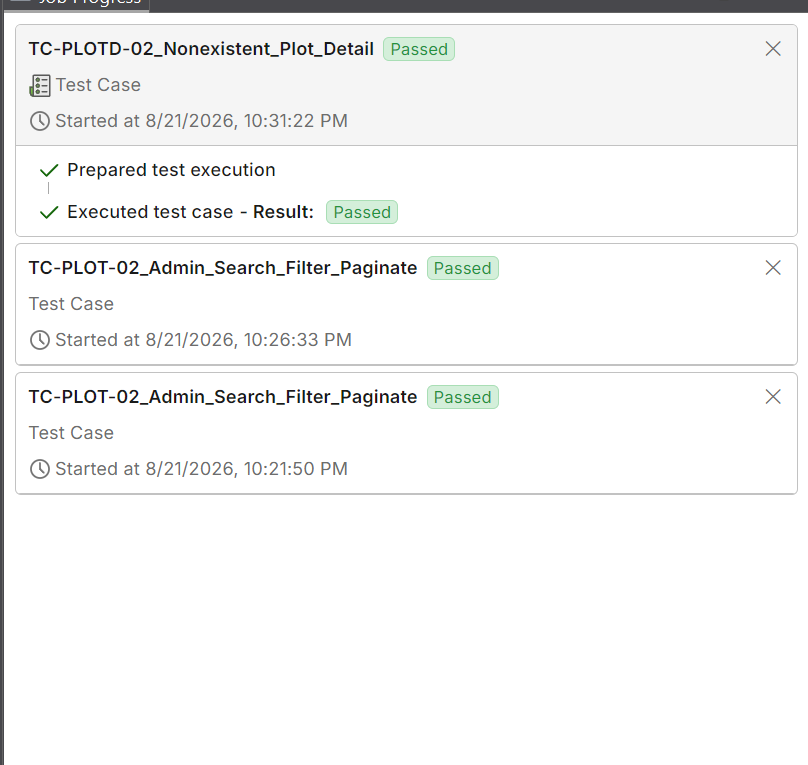 Job Progress
TC-PLOTD-02_Nonexistent_Plot_Detail Passed
Test Case
Started at 8/21/2026, 10:31:22 PM
Prepared test execution
Executed test case - Result: Passed
TC-PLOT-02_Admin_Search_Filter_Paginate Passed
Test Case
Started at 8/21/2026, 10:26:33 PM
TC-PLOT-02_Admin_Search_Filter_Paginate Passed
Test Case
Started at 8/21/2026, 10:21:50 PM